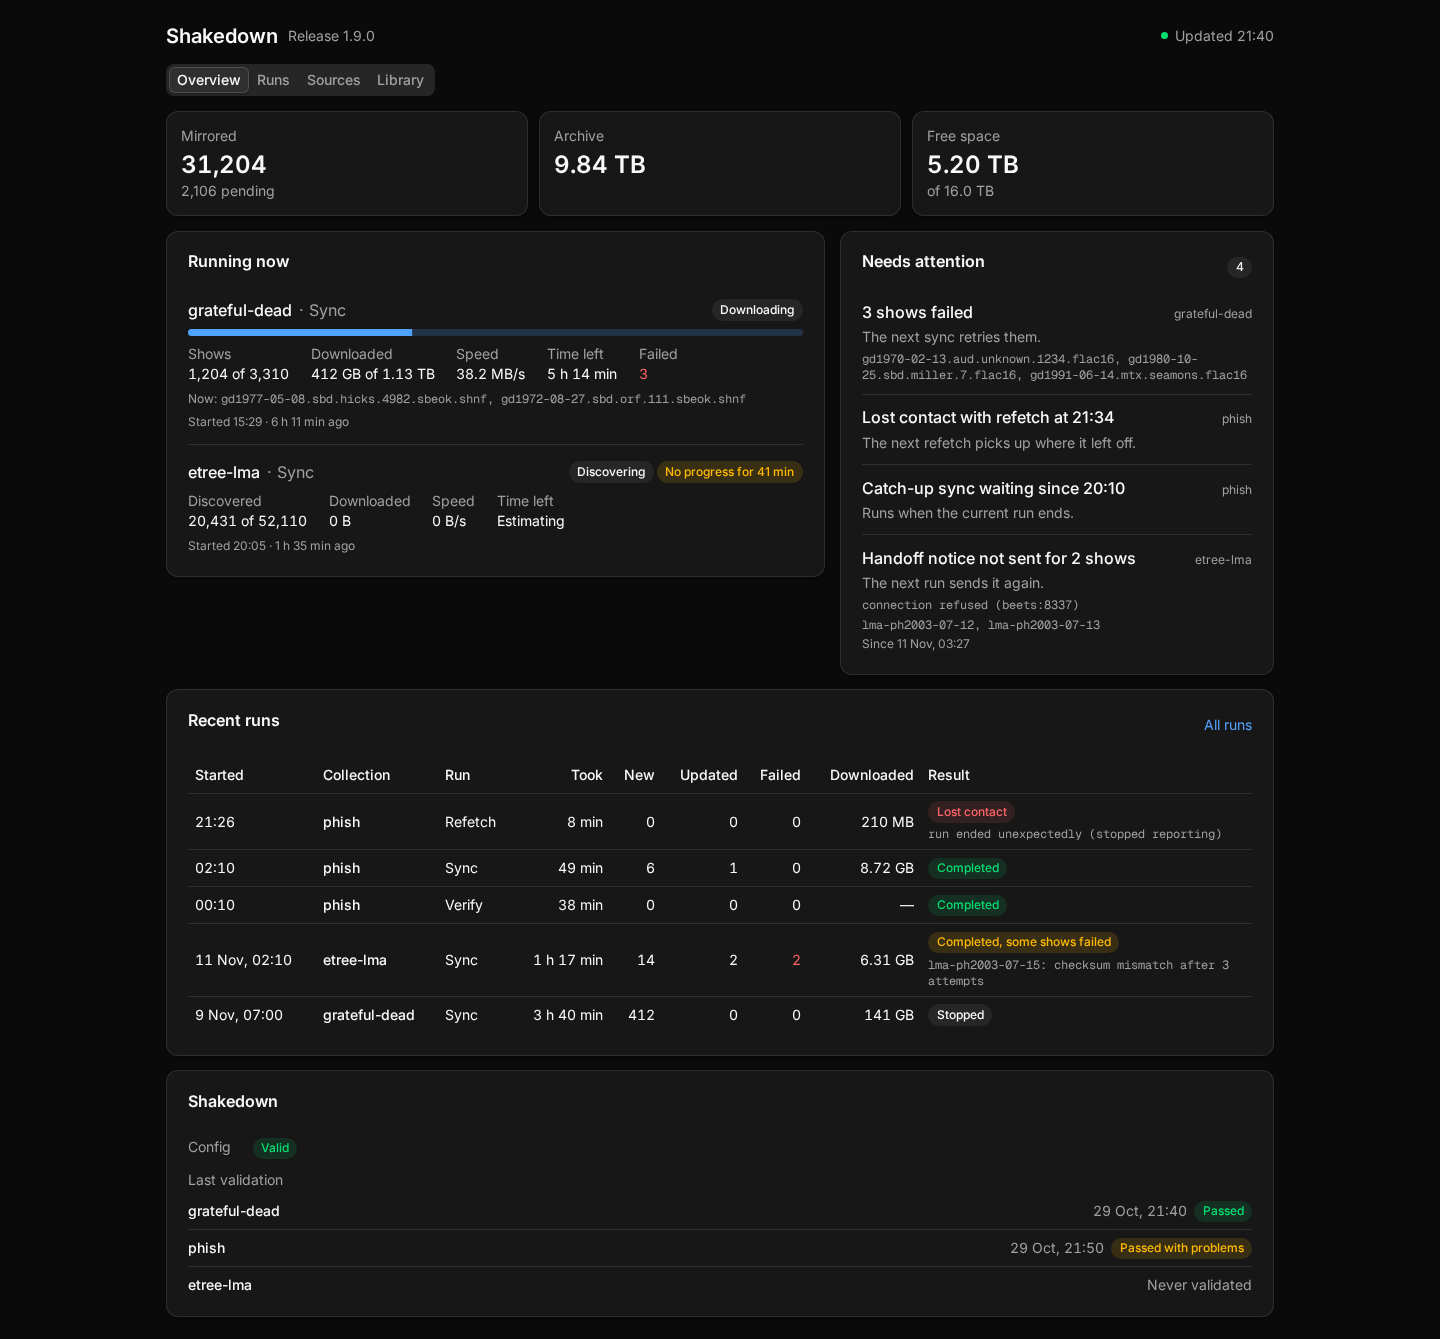 Shakedown Release 1.9.0
Updated 21:40
Overview Runs Sources Library
Mirrored
31,204
2,106 pending
Archive
9.84 TB
Free space
5.20 TB
of 16.0 TB
Running now
grateful-dead · Sync
Downloading
Shows Downloaded Speed Time left Failed
1,204 of 3,310 412 GB of 1.13 TB 38.2 MB/s 5 h 14 min 3
Now: gd1977-05-08.sbd.hicks.4982.sbeok.shnf, gd1972-08-27.sbd.orf.111.sbeok.shnf
Started 15:29 · 6 h 11 min ago
etree-lma · Sync
Discovering No progress for 41 min
Discovered Downloaded Speed Time left
20,431 of 52,110 0 B 0 B/s Estimating
Started 20:05 · 1 h 35 min ago
Needs attention
4
3 shows failed grateful-dead
The next sync retries them.
gd1970-02-13.aud.unknown.1234.flac16, gd1980-10-
25.sbd.miller.7.flac16, gd1991-06-14.mtx.seamons.flac16
Lost contact with refetch at 21:34 phish
The next refetch picks up where it left off.
Catch-up sync waiting since 20:10 phish
Runs when the current run ends.
Handoff notice not sent for 2 shows etree-lma
The next run sends it again.
connection refused (beets:8337)
lma-ph2003-07-12, lma-ph2003-07-13
Since 11 Nov, 03:27
Recent runs
All runs
Started Collection Run Took New Updated Failed Downloaded Result
21:26 phish Refetch 8 min 0 0 0 210 MB Lost contact
run ended unexpectedly (stopped reporting)
02:10 phish Sync 49 min 6 1 0 8.72 GB Completed
00:10 phish Verify 38 min 0 0 0 — Completed
11 Nov, 02:10 etree-lma Sync 1 h 17 min 14 2 2 6.31 GB Completed, some shows failed
lma-ph2003-07-15: checksum mismatch after 3
attempts
9 Nov, 07:00 grateful-dead Sync 3 h 40 min 412 0 0 141 GB Stopped
Shakedown
Config Valid
Last validation
grateful-dead 29 Oct, 21:40 Passed
phish 29 Oct, 21:50 Passed with problems
etree-lma Never validated